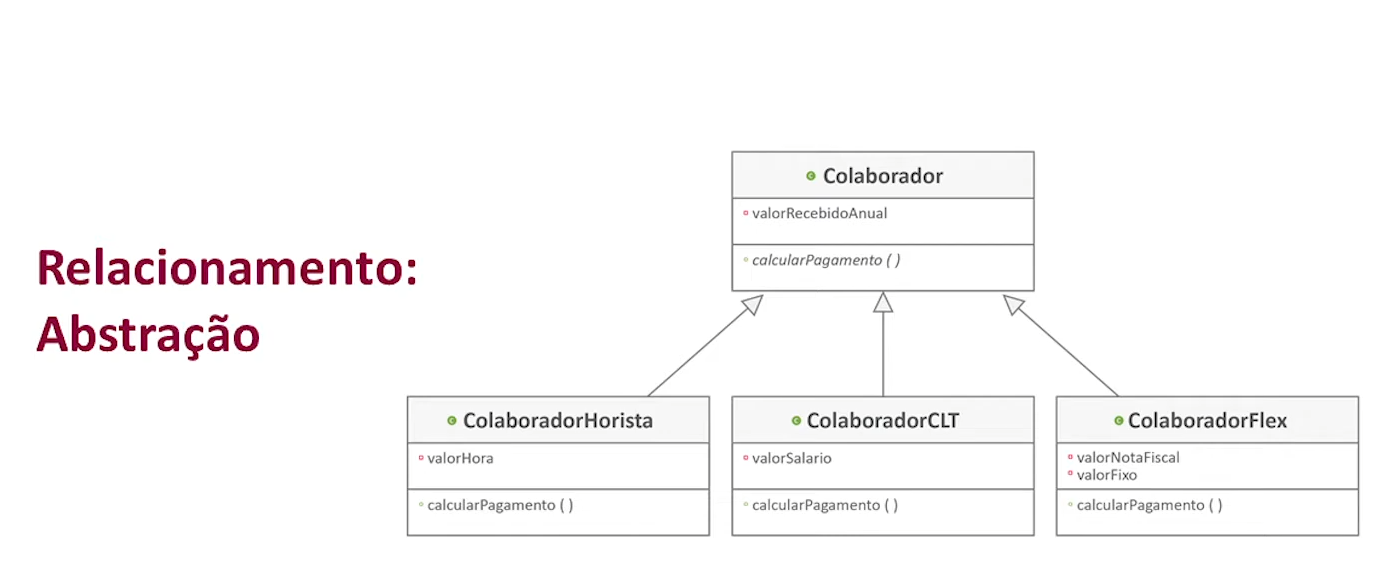 Relacionamento:
Abstração
Colaborador
valorRecebidoAnual
calcularPagamento ( )
ColaboradorHorista
valorHora
calcularPagamento ( )
ColaboradorCLT
valorSalario
calcularPagamento ( )
ColaboradorFlex
valorNotaFiscal
valorFixo
calcularPagamento ( )